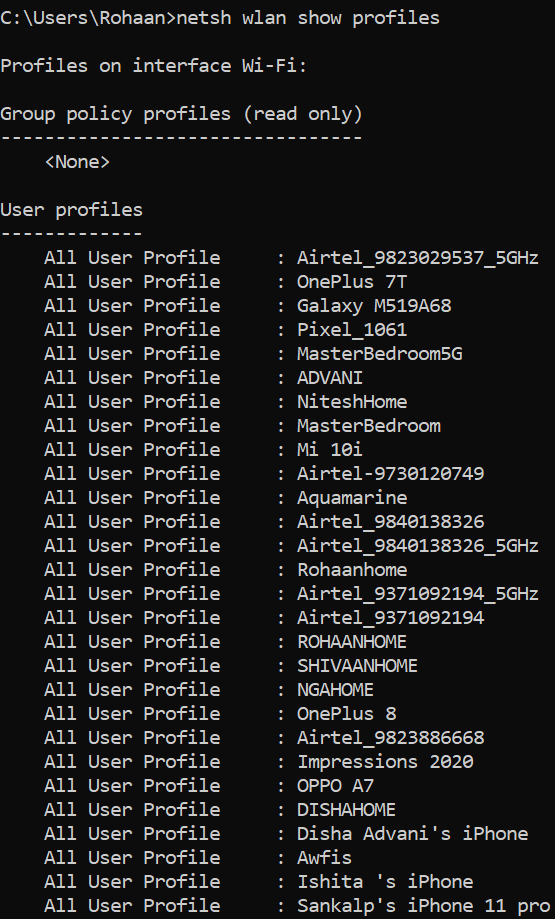 C:\Users\Rohaan>netsh wlan show profiles
Profiles on interface Wi-Fi:
Group policy profiles (read only)
---------------------------------
<None>
User profiles
-------------
All User Profile     : Airtel_9823029537_5GHz
All User Profile     : OnePlus 7T
All User Profile     : Galaxy M519A68
All User Profile     : Pixel_1061
All User Profile     : MasterBedroom5G
All User Profile     : ADVANI
All User Profile     : NiteshHome
All User Profile     : MasterBedroom
All User Profile     : Mi 10i
All User Profile     : Airtel-9730120749
All User Profile     : Aquamarine
All User Profile     : Airtel_9840138326
All User Profile     : Airtel_9840138326_5GHz
All User Profile     : Rohaanhome
All User Profile     : Airtel_9371092194_5GHz
All User Profile     : Airtel_9371092194
All User Profile     : ROHAANHOME
All User Profile     : SHIVAANHOME
All User Profile     : NGAHOME
All User Profile     : OnePlus 8
All User Profile     : Airtel_9823886668
All User Profile     : Impressions 2020
All User Profile     : OPPO A7
All User Profile     : DISHAHOME
All User Profile     : Disha Advani's iPhone
All User Profile     : Awfis
All User Profile     : Ishita 's iPhone
All User Profile     : Sankalp's iPhone 11 pro